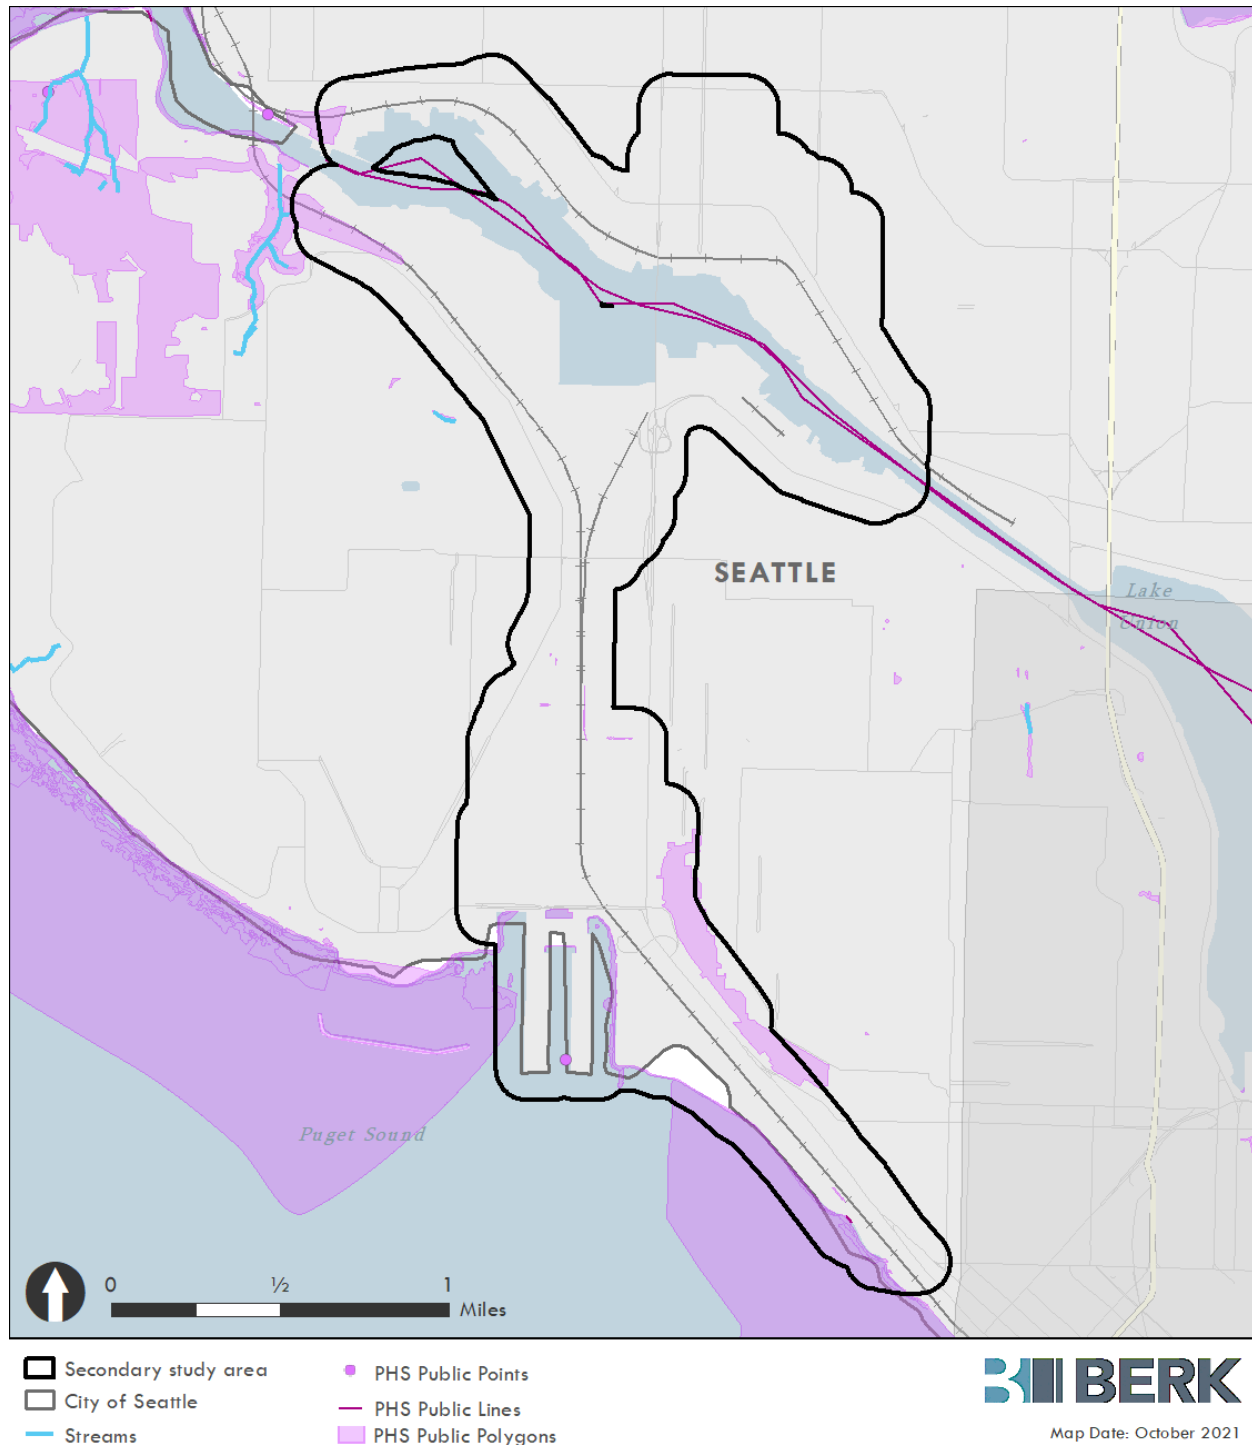 SEATTLE
Lake
Union
Puget Sound
0 ½ 1
Miles
Secondary study area
City of Seattle
Streams
PHS Public Points
PHS Public Lines
PHS Public Polygons
BERK
Map Date: October 2021